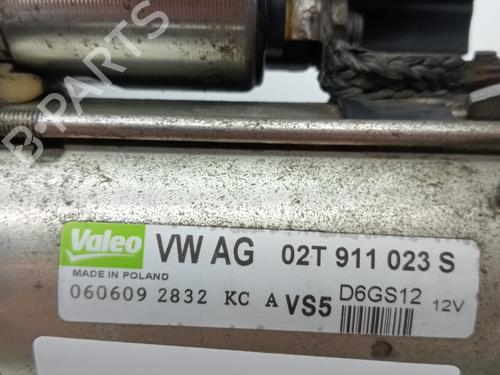 B-PARTS
Valeo VW AG 02T 911 023 S
MADE IN POLAND
060609 2832 KC A VS5 D6GS12 12V